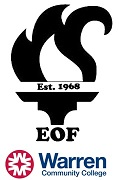 Est. 1968
EOF
Warren
Community College